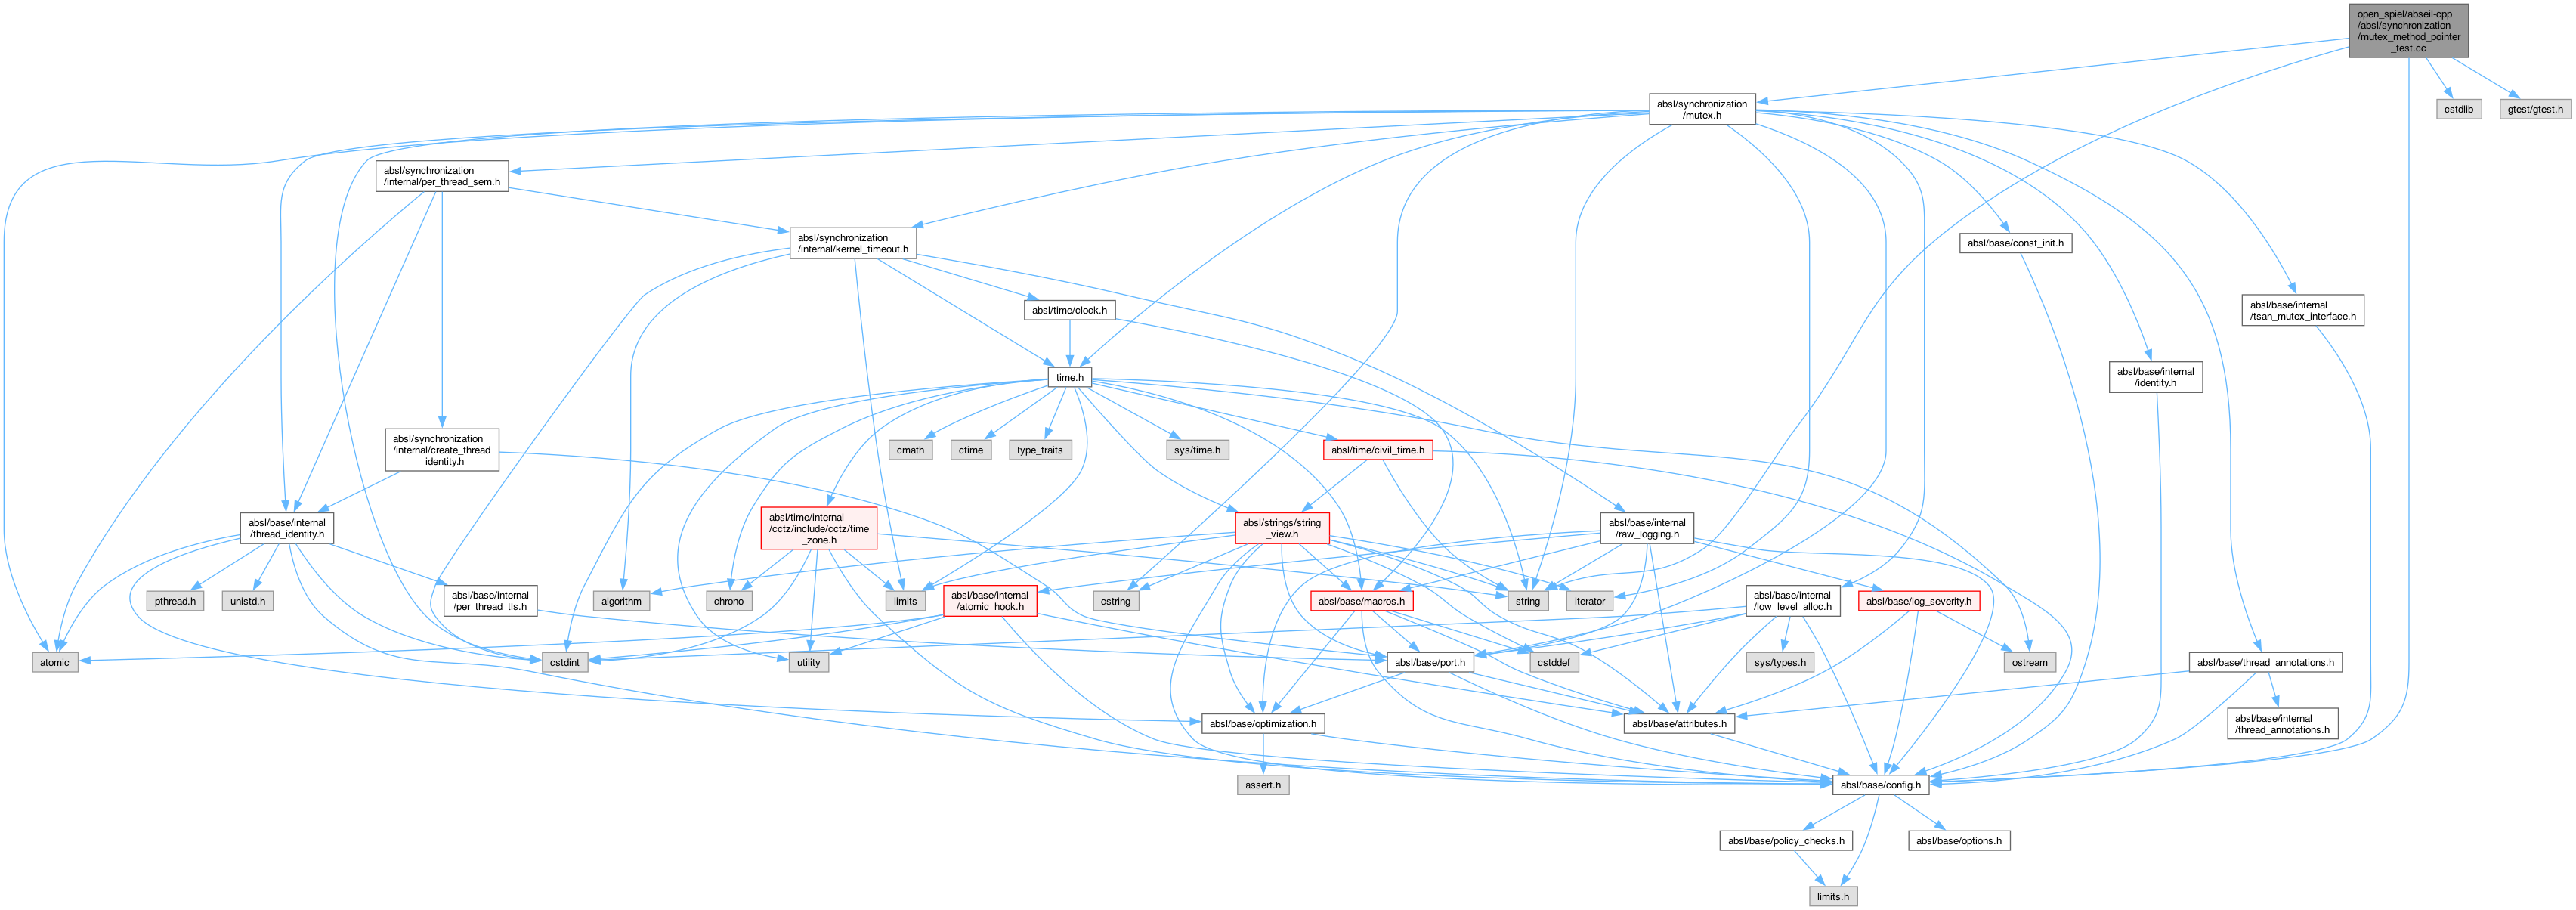 open_spiel/abseil-cpp
/absl/synchronization
/mutex_method_pointer
_test.cc
absl/synchronization
/mutex.h
cstdlib
gtest/gtest.h
absl/synchronization
/internal/per_thread_sem.h
absl/synchronization
/internal/kernel_timeout.h
absl/base/const_init.h
absl/time/clock.h
absl/base/internal
/tsan_mutex_interface.h
time.h
absl/base/internal
/identity.h
absl/synchronization
/internal/create_thread
_identity.h
cmath
ctime
type_traits
sys/time.h
absl/time/civil_time.h
absl/base/internal
/thread_identity.h
absl/time/internal
/cctz/include/cctz/time
_zone.h
absl/strings/string
_view.h
absl/base/internal
/raw_logging.h
pthread.h
unistd.h
absl/base/internal
/per_thread_tls.h
algorithm
chrono
limits
absl/base/internal
/atomic_hook.h
cstring
absl/base/macros.h
string
iterator
absl/base/internal
/low_level_alloc.h
absl/base/log_severity.h
atomic
cstdint
utility
absl/base/port.h
cstddef
sys/types.h
ostream
absl/base/thread_annotations.h
absl/base/optimization.h
absl/base/attributes.h
absl/base/internal
/thread_annotations.h
assert.h
absl/base/config.h
absl/base/policy_checks.h
absl/base/options.h
limits.h